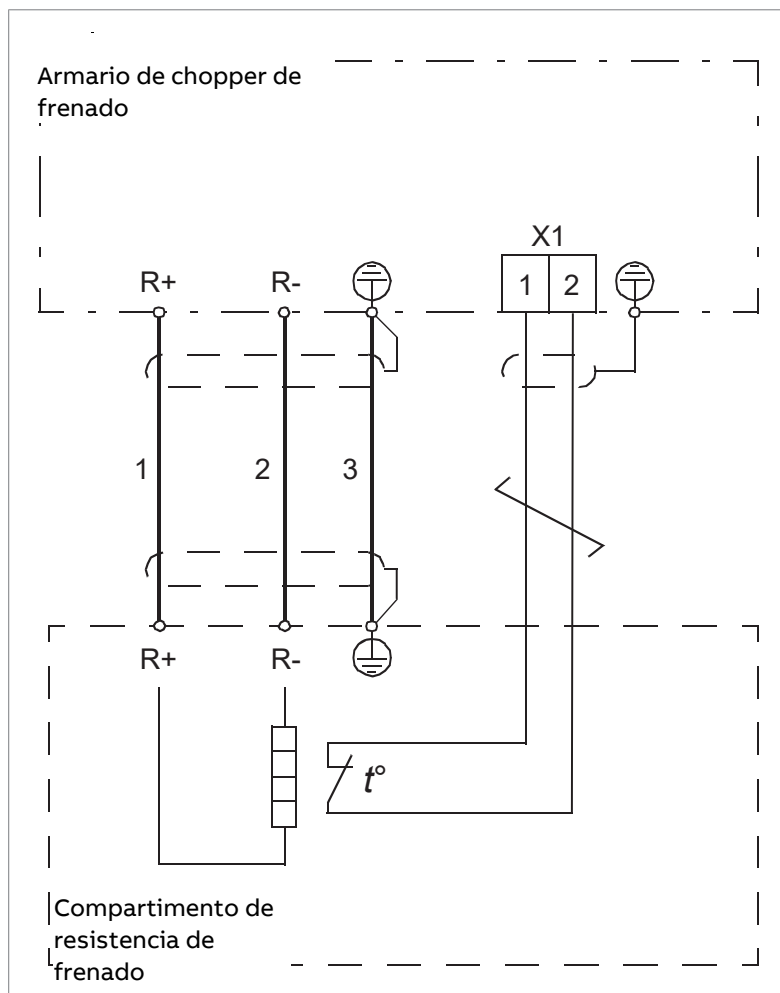 Armario de chopper de
frenado
X1
R+
R-
1
2
1
2
3
R+
R-
t°
Compartimento de
resistencia de
frenado